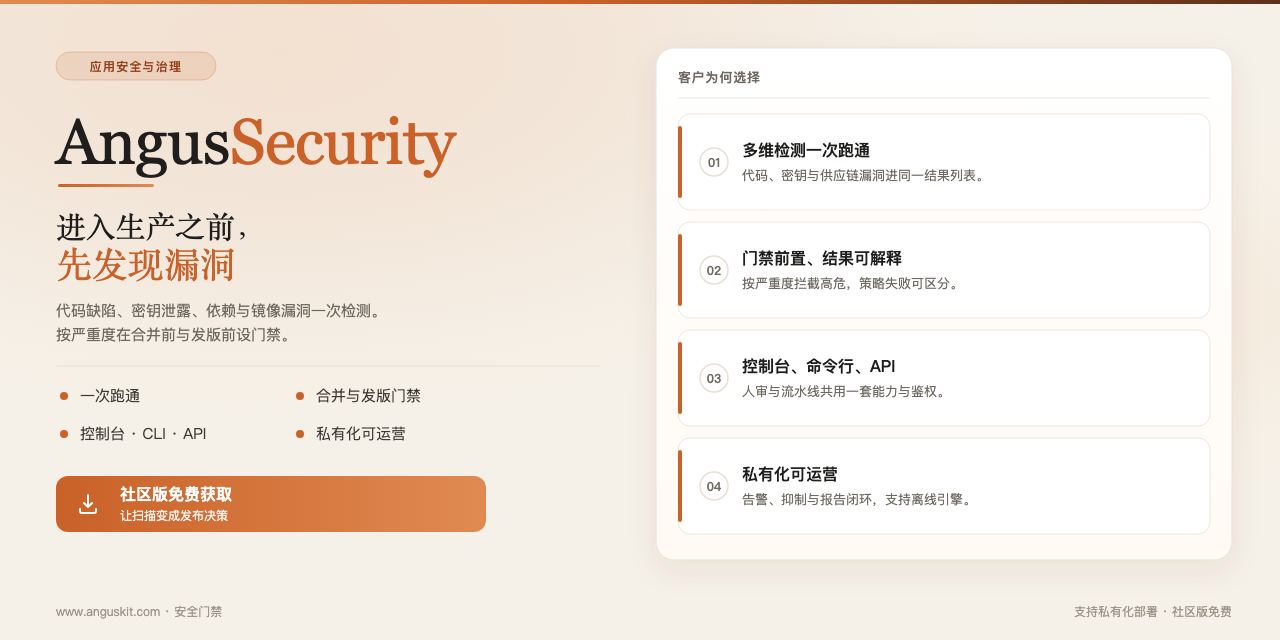 应用安全与治理
AngusSecurity
进入生产之前，
先发现漏洞
代码缺陷、密钥泄露、依赖与镜像漏洞一次检测。
按严重度在合并前与发版前设门禁。
一次跑通
合并与发版门禁
控制台 · CLI · API
私有化可运营
社区版免费获取
让扫描变成发布决策
客户为何选择
01
多维检测一次跑通
代码、密钥与供应链漏洞进同一结果列表。
02
门禁前置、结果可解释
按严重度拦截高危，策略失败可区分。
03
控制台、命令行、API
人审与流水线共用一套能力与鉴权。
04
私有化可运营
告警、抑制与报告闭环，支持离线引擎。
www.anguskit.com · 安全门禁
支持私有化部署 · 社区版免费